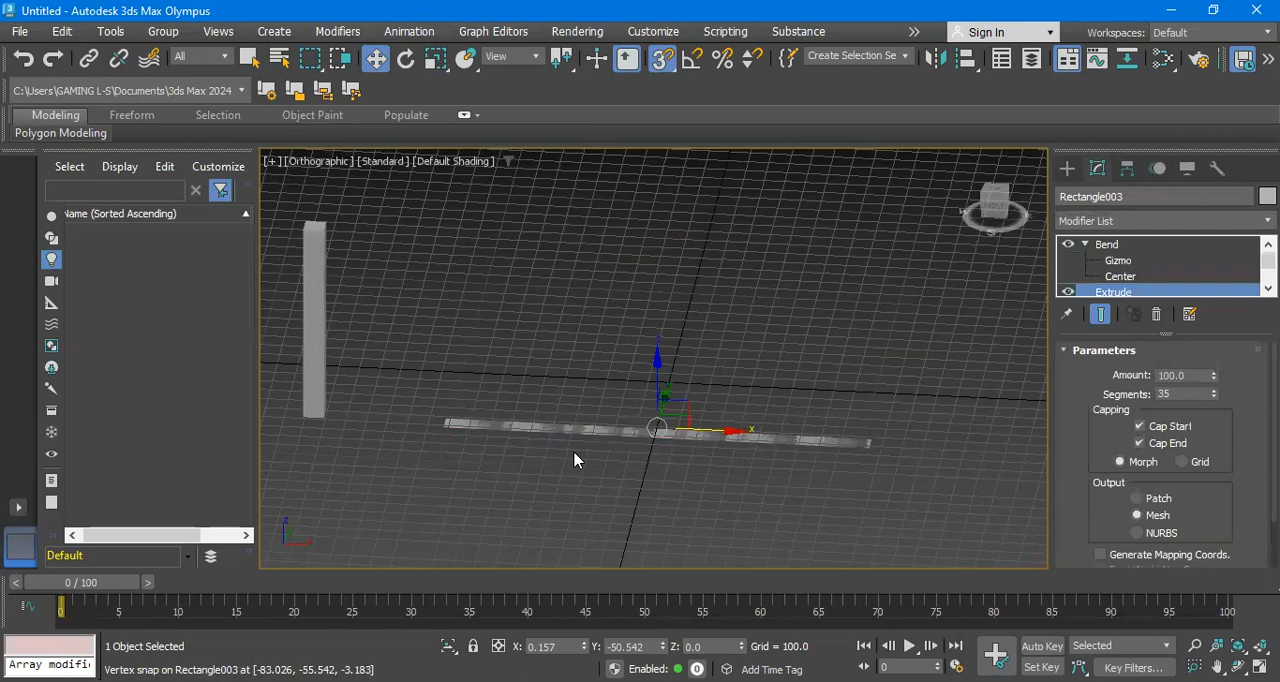 Untitled - Autodesk 3ds Max Olympus
File Edit Tools Group Views Create Modifiers Animation Graph Editors Rendering Customize Scripting Substance Sign In Workspaces: Default
All View Create Selection Se
C:\Users\GAMING L-S\Documents\3ds Max 2024
Modeling Freeform Selection Object Paint Populate
Polygon Modeling
Select Display Edit Customize
Name (Sorted Ascending)
[+] [Orthographic] [Standard] [Default Shading]
Rectangle003
Modifier List
Bend
Gizmo
Center
Extrude
Parameters
Amount: 100.0
Segments: 35
Capping
Cap Start
Cap End
Morph Grid
Output
Patch
Mesh
NURBS
Generate Mapping Coords.
x
z
Default
0 / 100
0 5 10 15 20 25 30 35 40 45 50 55 60 65 70 75 80 85 90 95 100
1 Object Selected X: 0.157 Y: -50.542 Z: 0.0 Grid = 100.0 Auto Key Selected
Array modifi Vertex snap on Rectangle003 at [-83.026, -55.542, -3.183] Enabled: Add Time Tag 0 Set Key Key Filters...